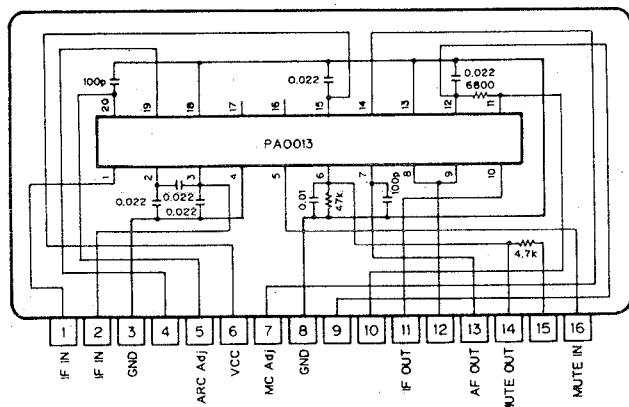 100p
20 19 18 17 16 15 14 13 12 11
0.022
0.022
6800
PA0013
1 2 3 4 5 6 7 8 9 10
0.022
0.022
0.022
0.01
47k
100p
4.7k
1 2 3 4 5 6 7 8 9 10 11 12 13 14 15 16
IF IN
IF IN
GND
ARC Adj
VCC
MC Adj
GND
IF OUT
AF OUT
MUTE OUT
MUTE IN